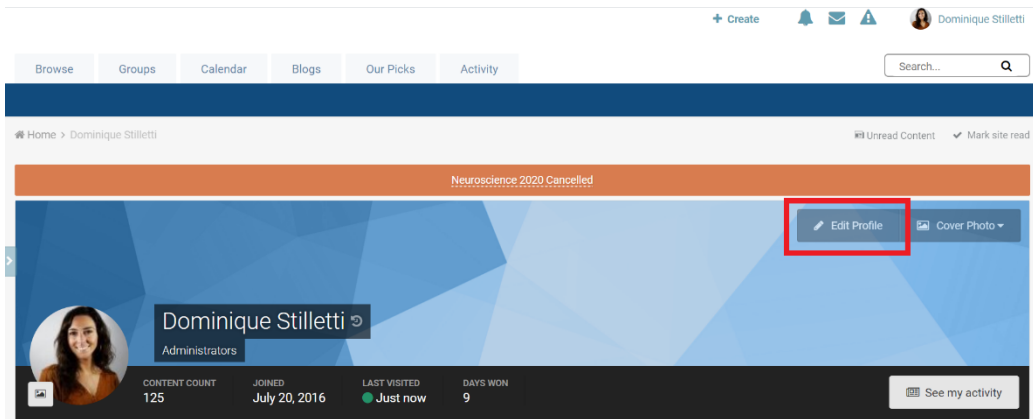 + Create Dominique Stilletti
Browse Groups Calendar Blogs Our Picks Activity Search...
Home > Dominique Stilletti Unread Content Mark site read
Neuroscience 2020 Cancelled
Edit Profile Cover Photo
Dominique Stilletti
Administrators
CONTENT COUNT JOINED LAST VISITED DAYS WON
125 July 20, 2016 Just now 9
See my activity